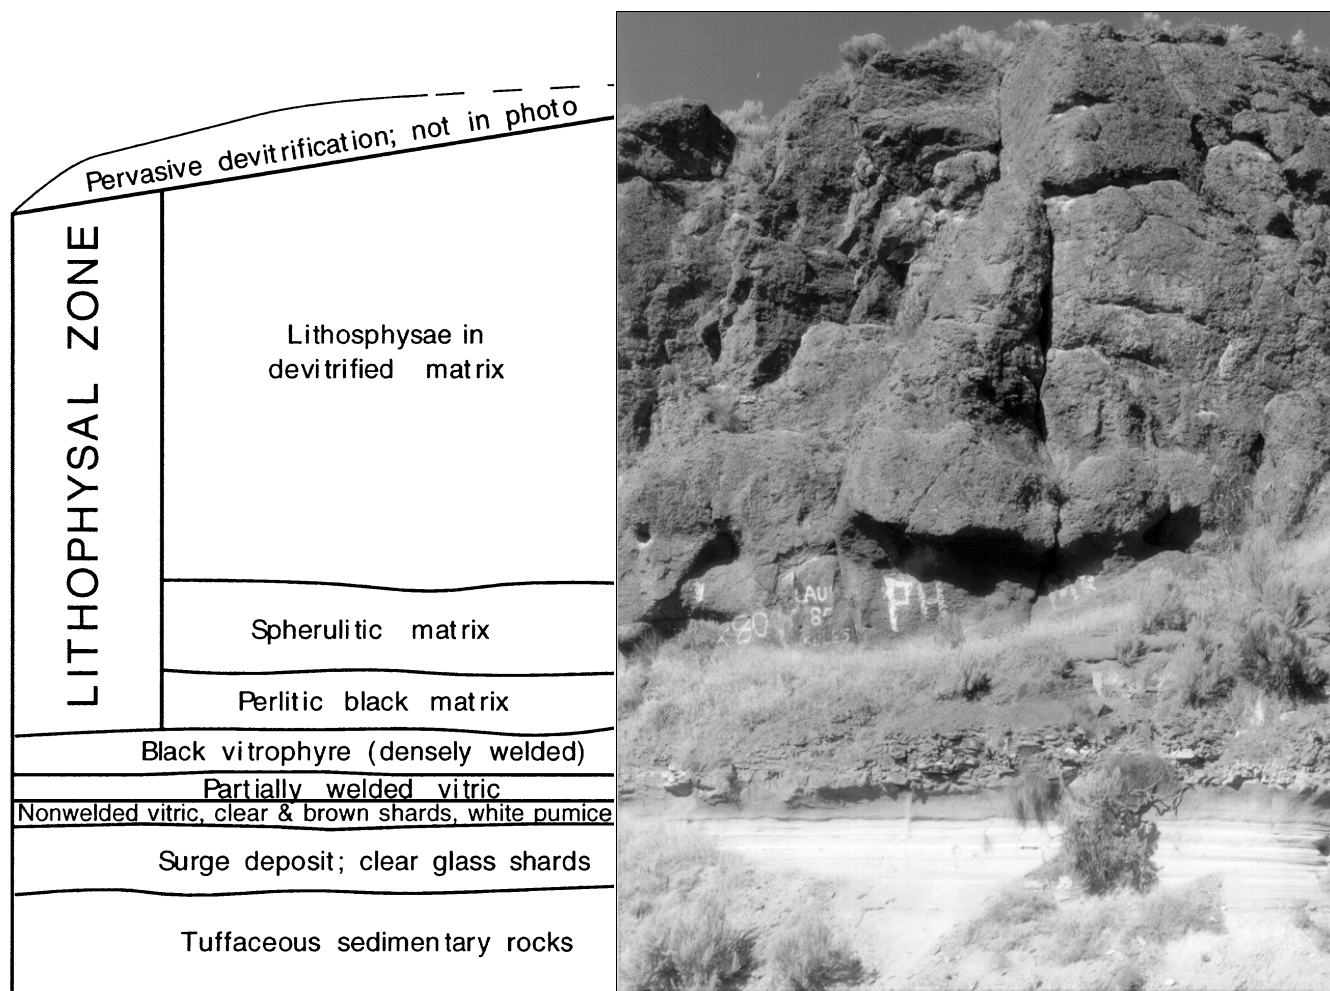 Pervasive devitrification; not in photo
LITHOPHYSAL ZONE
Lithosphysae in
devitrified matrix
Spherulitic matrix
Perlitic black matrix
Black vitrophyre (densely welded)
Partially welded vitric
Nonwelded vitric, clear & brown shards, white pumice
Surge deposit; clear glass shards
Tuffaceous sedimentary rocks
LAU
80
PH